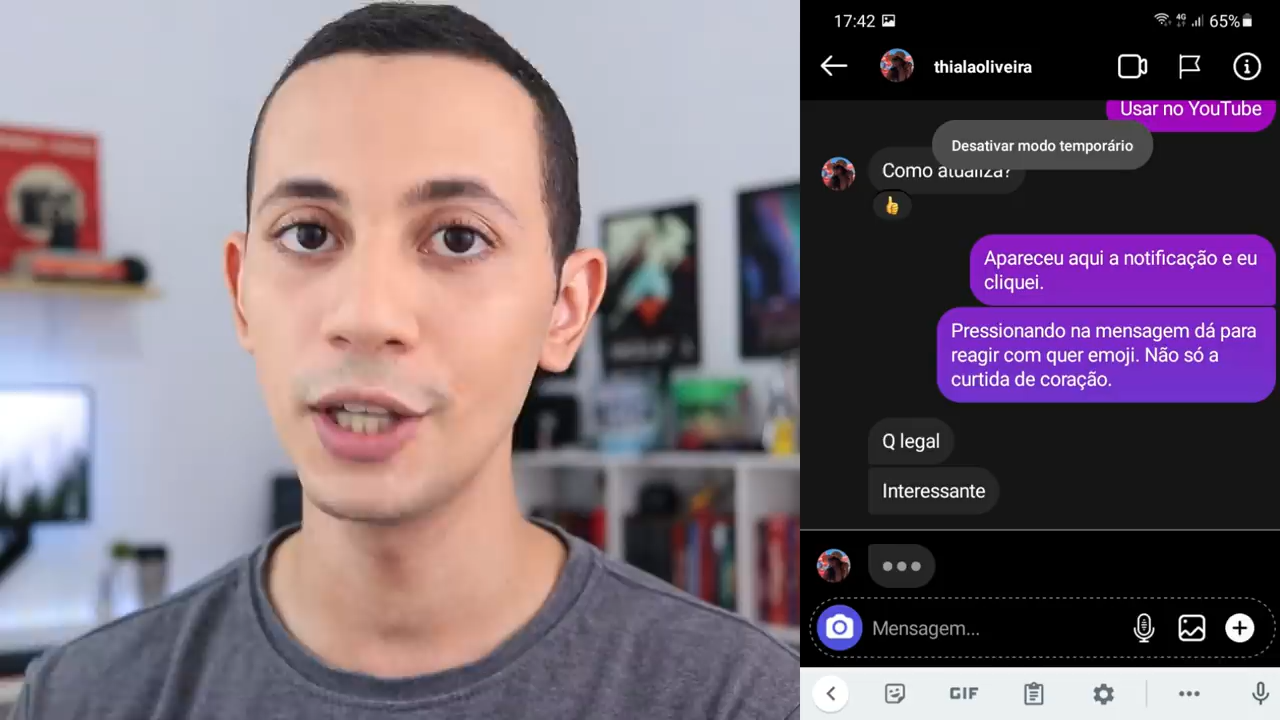 17:42
4G
65%
thialaoliveira
Usar no YouTube
Desativar modo temporário
Como atualiza?
Apareceu aqui a notificação e eu
cliquei.
Pressionando na mensagem dá para
reagir com quer emoji. Não só a
curtida de coração.
Q legal
Interessante
Mensagem...
GIF